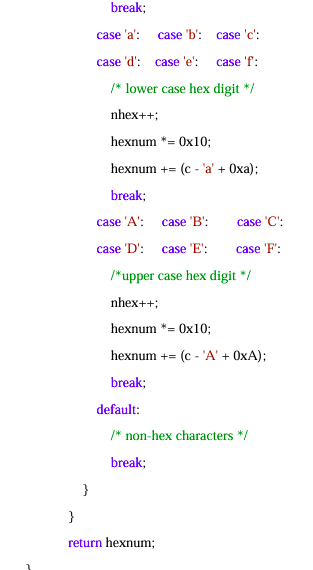 break;
case 'a': case 'b': case 'c':
case 'd': case 'e': case 'f':
/* lower case hex digit */
nhex++;
hexnum *= 0x10;
hexnum += (c - 'a' + 0xa);
break;
case 'A': case 'B': case 'C':
case 'D': case 'E': case 'F':
/*upper case hex digit */
nhex++;
hexnum *= 0x10;
hexnum += (c - 'A' + 0xA);
break;
default:
/* non-hex characters */
break;
}
}
return hexnum;
}